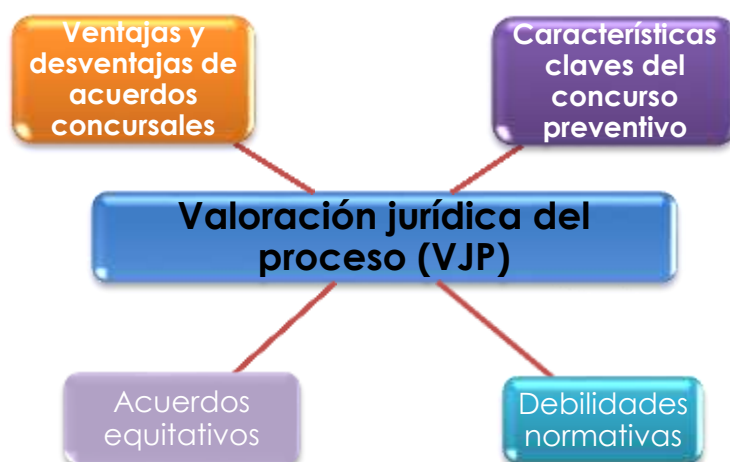 Ventajas y
desventajas de
acuerdos
concursales
Características
claves del
concurso
preventivo
Valoración jurídica del
proceso (VJP)
Acuerdos
equitativos
Debilidades
normativas